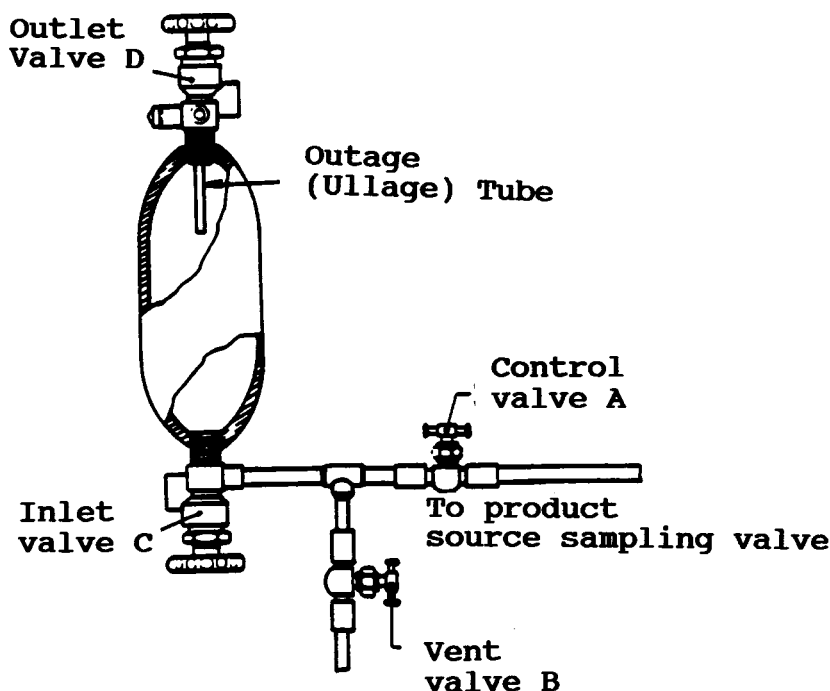 Outlet
Valve D
Outage
(Ullage) Tube
Control
valve A
To product
source sampling valve
Inlet
valve C
Vent
valve B